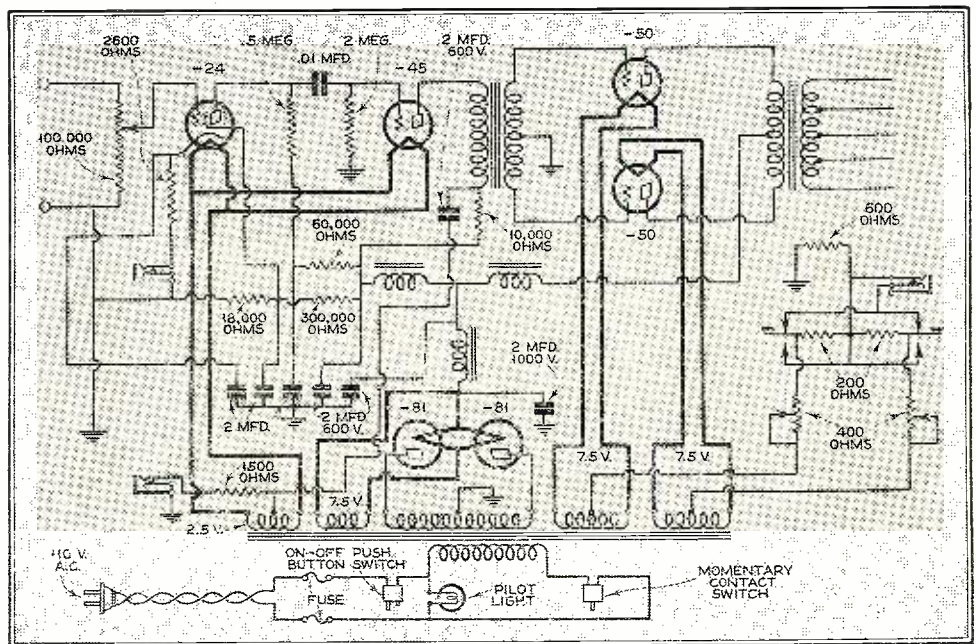 2600
OHMS
-24
.5 MEG.
.01 MFD.
2 MEG.
-45
2 MFD.
600 V.
-50
100,000
OHMS
-50
60,000
OHMS
10,000
OHMS
600
OHMS
18,000
OHMS
300,000
OHMS
2 MFD.
1000 V.
200
OHMS
2 MFD.
2 MFD.
600 V.
-81
-81
400
OHMS
1500
OHMS
7.5 V.
7.5 V.
7.5 V.
2.5 V.
110 V.
A.C.
ON-OFF PUSH
BUTTON SWITCH
FUSE
PILOT
LIGHT
MOMENTARY
CONTACT
SWITCH